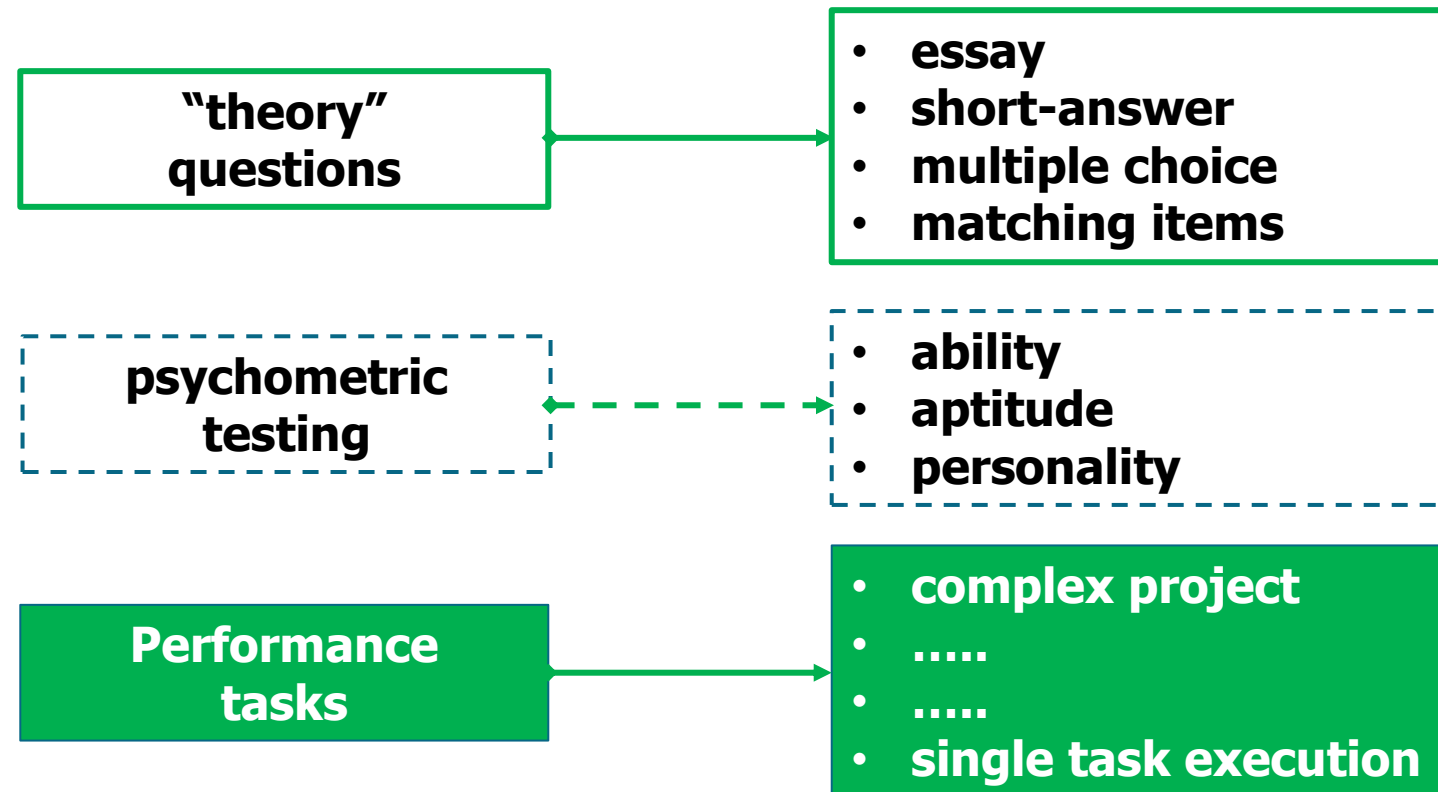 “theory”
questions
• essay
• short-answer
• multiple choice
• matching items
psychometric
testing
• ability
• aptitude
• personality
Performance
tasks
• complex project
• .....
• .....
• single task execution